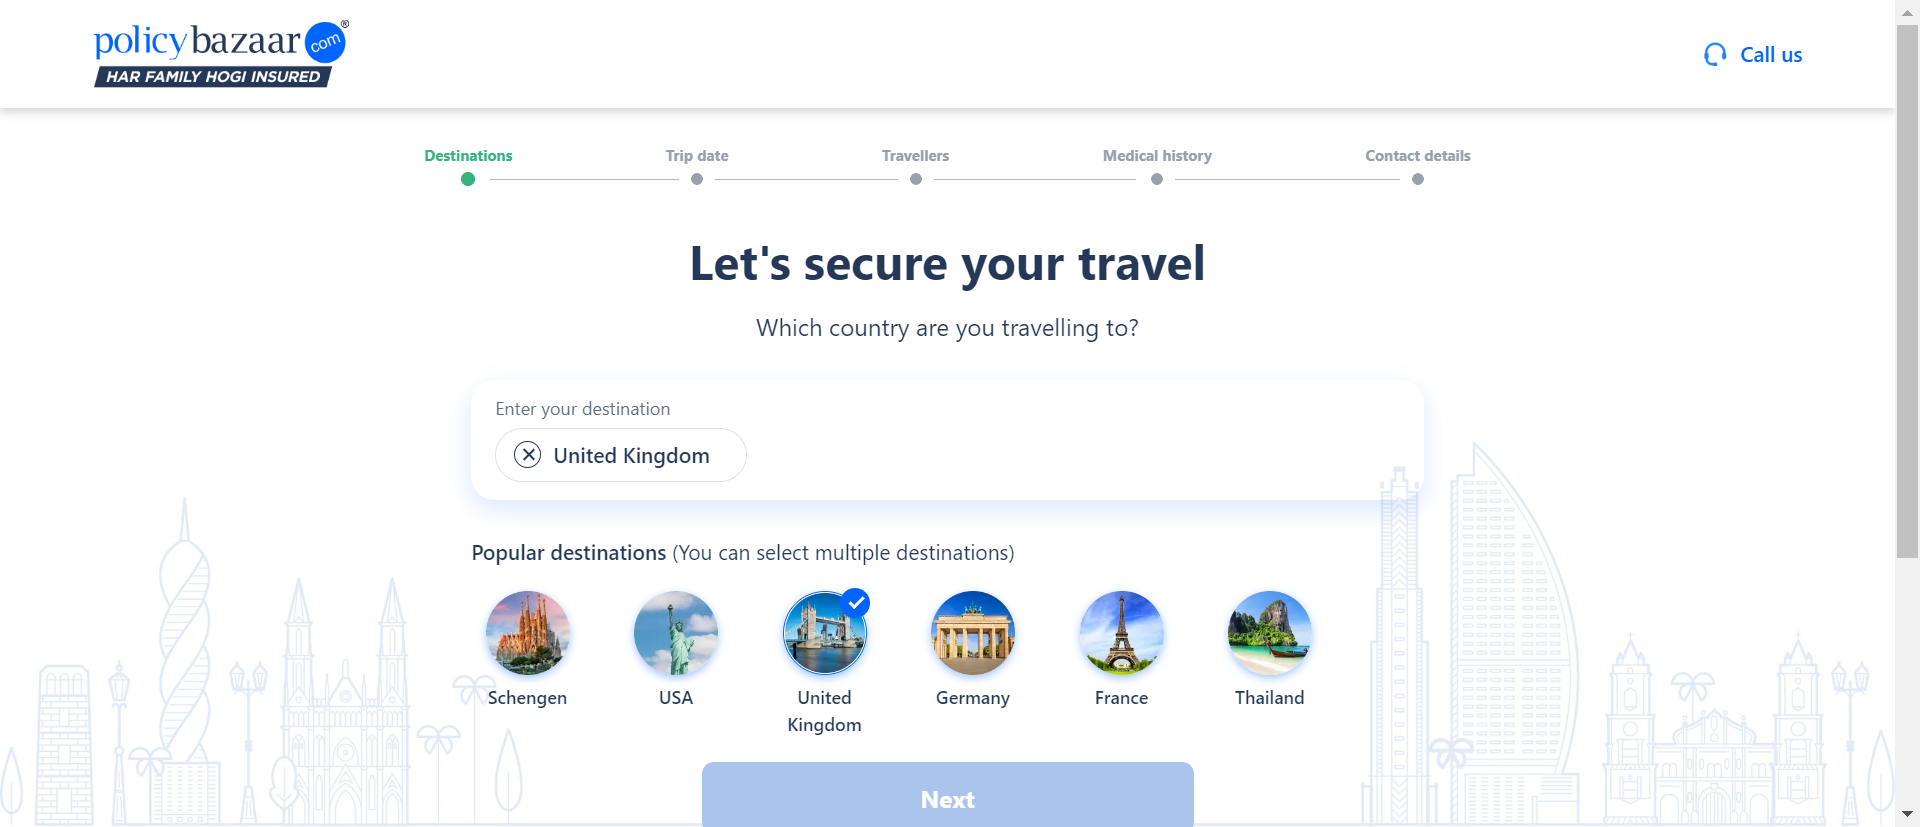 policybazaar com ®
HAR FAMILY HOGI INSURED
Call us
Destinations
Trip date
Travellers
Medical history
Contact details
Let's secure your travel
Which country are you travelling to?
Enter your destination
United Kingdom
Popular destinations (You can select multiple destinations)
Schengen
USA
United
Kingdom
Germany
France
Thailand
Next